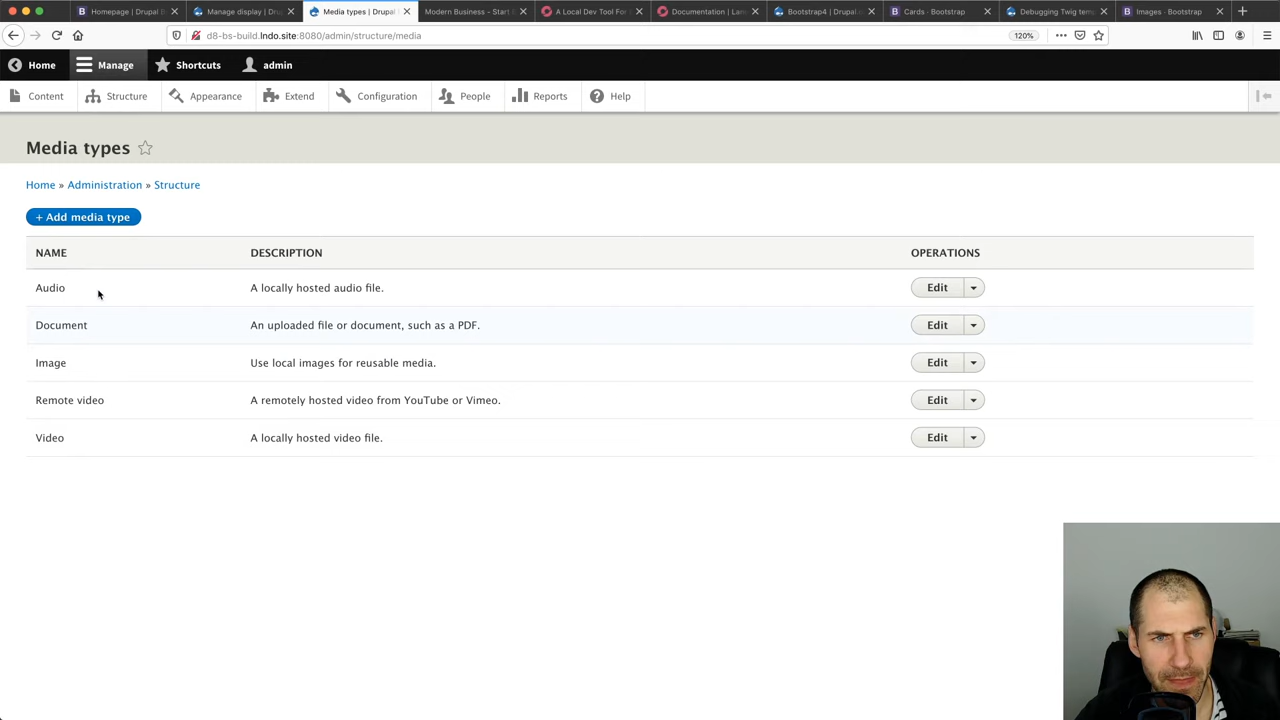 Homepage | Drupal B
Manage display | Dru
Media types | Drupal
Modern Business - Start B
A Local Dev Tool For
Documentation | Lan
Bootstrap4 | Drupal
Cards · Bootstrap
Debugging Twig tem
Images · Bootstrap
d8-bs-build.lndo.site:8080/admin/structure/media
120%
Home
Manage
Shortcuts
admin
Content
Structure
Appearance
Extend
Configuration
People
Reports
Help
Media types
Home » Administration » Structure
+ Add media type
NAME DESCRIPTION OPERATIONS
Audio A locally hosted audio file. Edit
Document An uploaded file or document, such as a PDF. Edit
Image Use local images for reusable media. Edit
Remote video A remotely hosted video from YouTube or Vimeo. Edit
Video A locally hosted video file. Edit